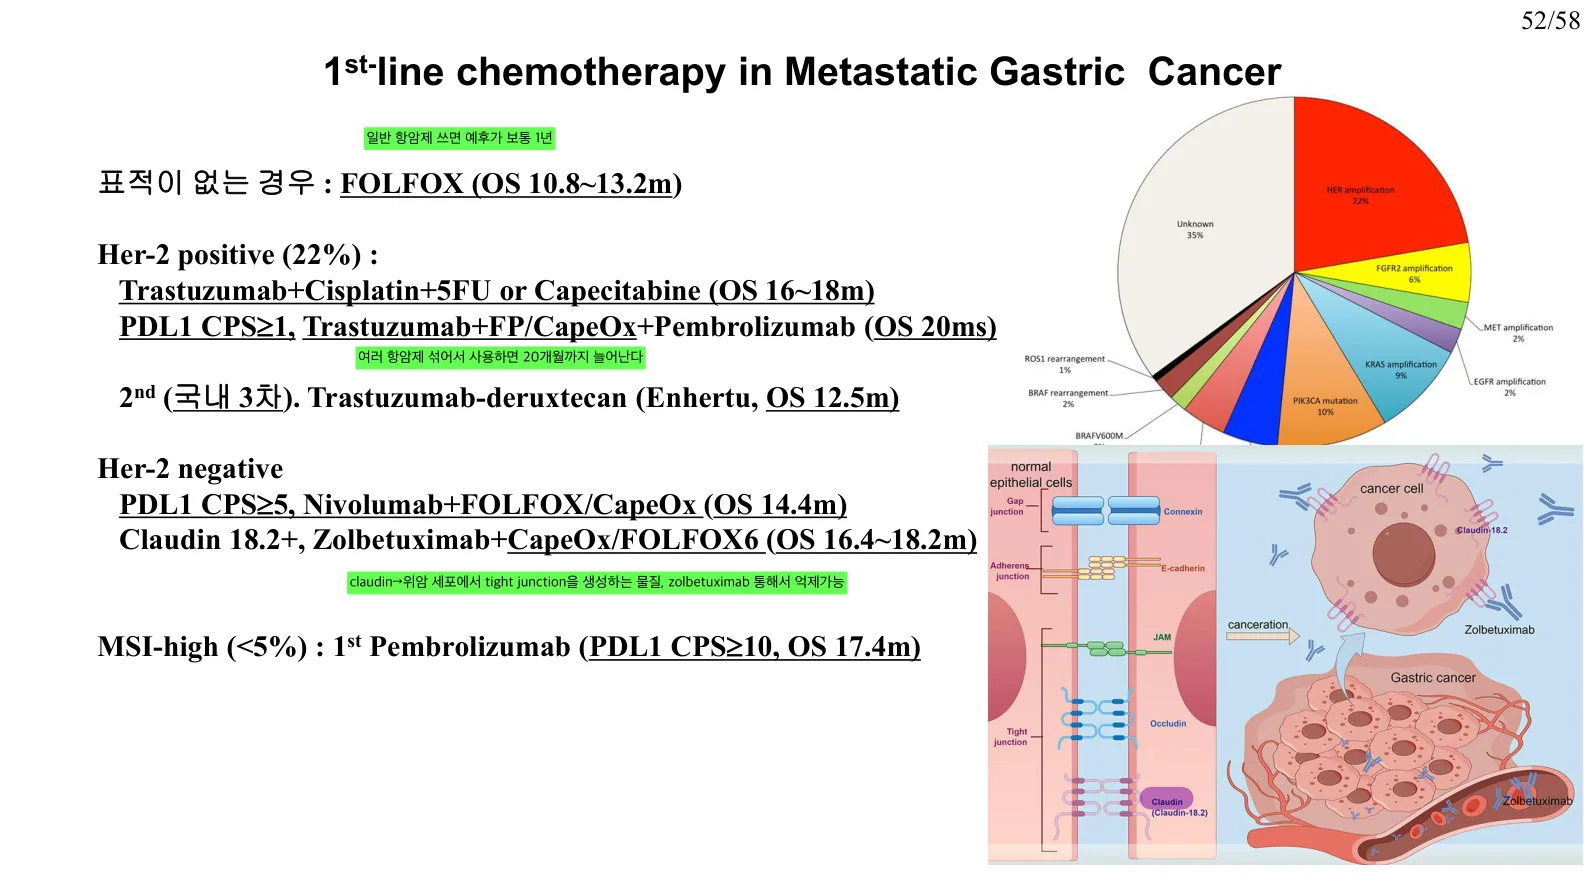 52/58
1st-line chemotherapy in Metastatic Gastric Cancer
일반 항암제 쓰면 예후가 보통 1년
표적이 없는 경우 : FOLFOX (OS 10.8~13.2m)
Her-2 positive (22%) :
Trastuzumab+Cisplatin+5FU or Capecitabine (OS 16~18m)
PDL1 CPS≥1, Trastuzumab+FP/CapeOx+Pembrolizumab (OS 20ms)
여러 항암제 섞어서 사용하면 20개월까지 늘어난다
2nd (국내 3차). Trastuzumab-deruxtecan (Enhertu, OS 12.5m)
Her-2 negative
PDL1 CPS≥5, Nivolumab+FOLFOX/CapeOx (OS 14.4m)
Claudin 18.2+, Zolbetuximab+CapeOx/FOLFOX6 (OS 16.4~18.2m)
claudin→위암 세포에서 tight junction을 생성하는 물질, zolbetuximab 통해서 억제가능
MSI-high (<5%) : 1st Pembrolizumab (PDL1 CPS≥10, OS 17.4m)
HER amplification
22%
FGFR2 amplification
6%
MET amplification
2%
EGFR amplification
2%
KRAS amplification
9%
PIK3CA mutation
10%
BRAFV600M
BRAF rearrangement
2%
ROS1 rearrangement
1%
Unknown
35%
normal
epithelial cells
Gap
junction
Connexin
Adherens
junction
E-cadherin
JAM
Occludin
Tight
junction
Claudin
(Claudin-18.2)
canceration
cancer cell
Claudin-18.2
Zolbetuximab
Gastric cancer
Zolbetuximab